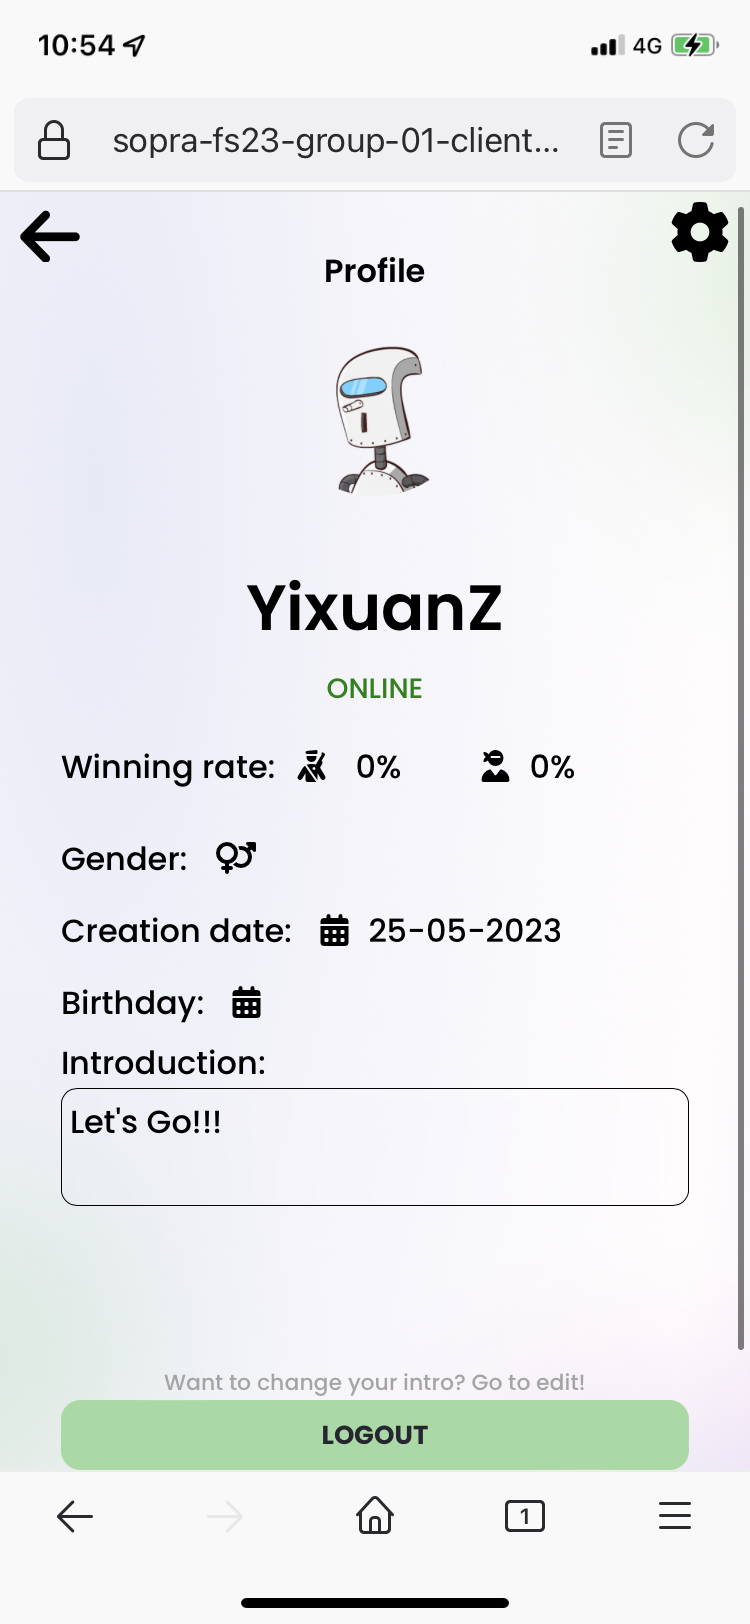 10:54
4G
sopra-fs23-group-01-client...
Profile
YixuanZ
ONLINE
Winning rate: 0% 0%
Gender:
Creation date: 25-05-2023
Birthday:
Introduction:
Let's Go!!!
Want to change your intro? Go to edit!
LOGOUT
1